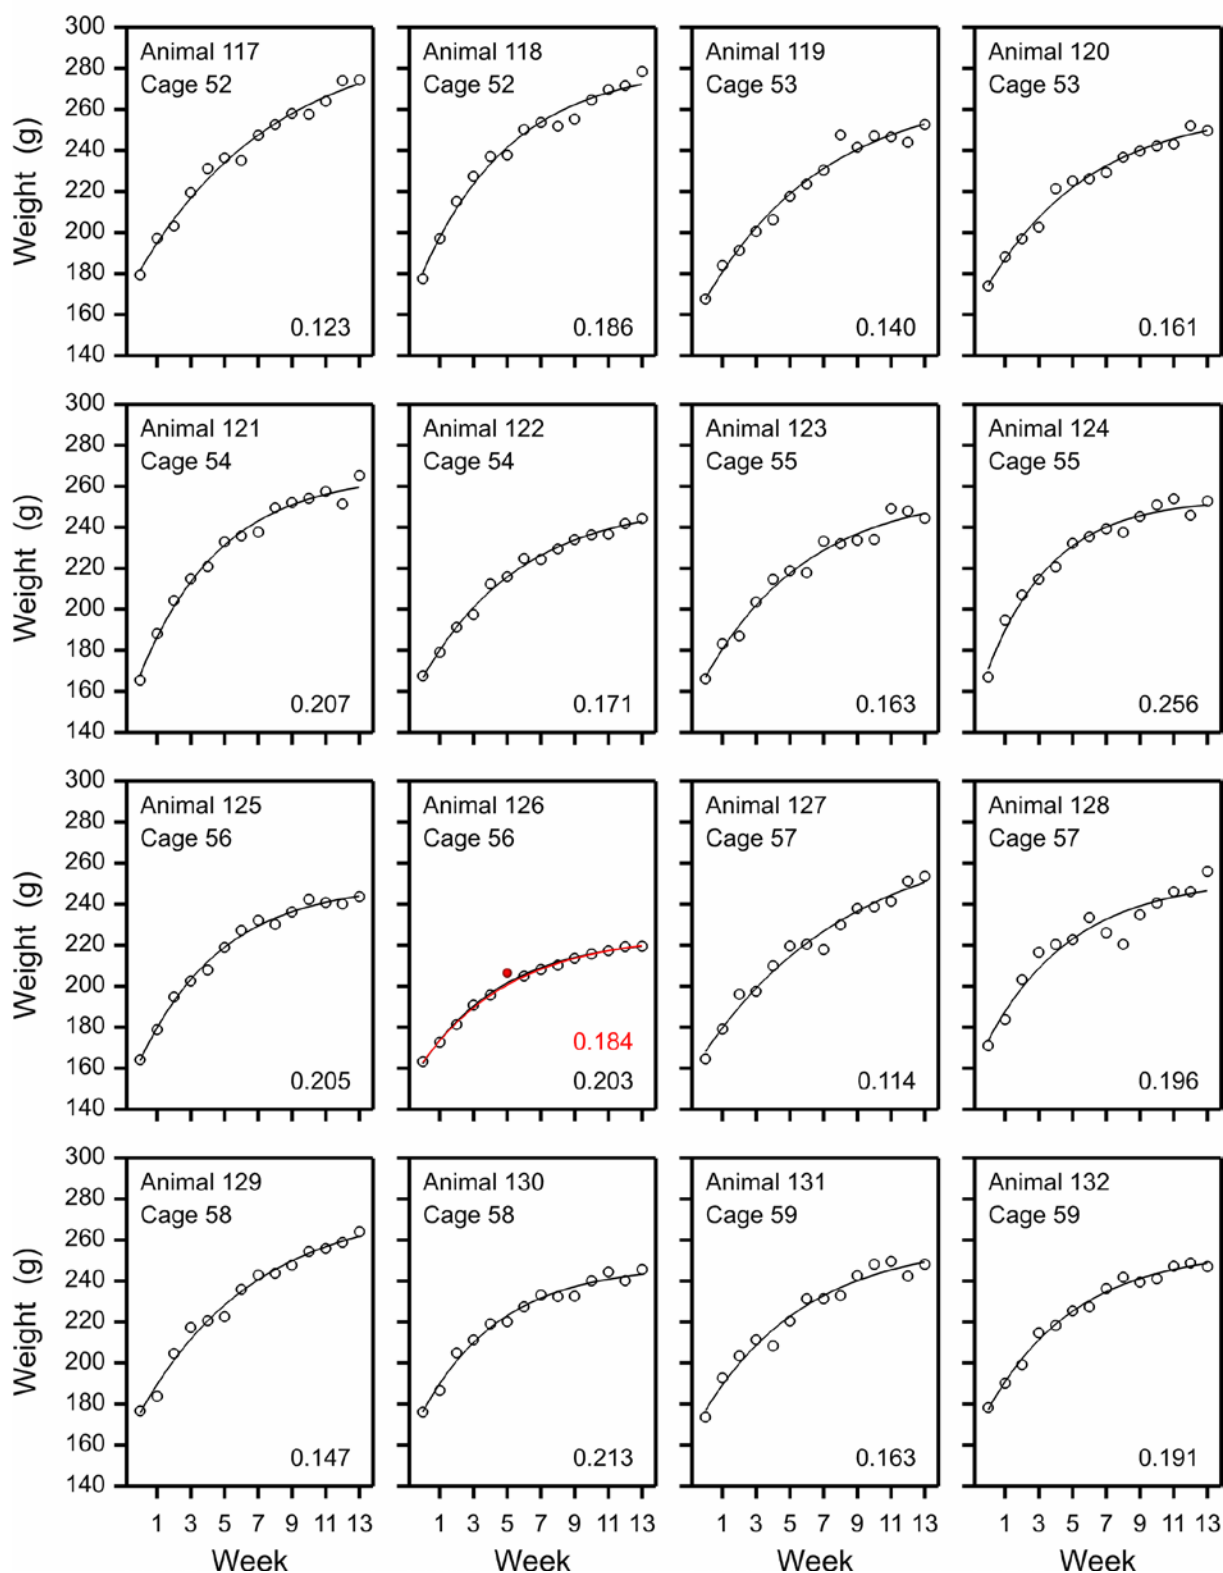 300
280
260
240
220
200
180
160
140
Weight (g)
Animal 117
Cage 52
0.123
Animal 118
Cage 52
0.186
Animal 119
Cage 53
0.140
Animal 120
Cage 53
0.161
300
280
260
240
220
200
180
160
140
Weight (g)
Animal 121
Cage 54
0.207
Animal 122
Cage 54
0.171
Animal 123
Cage 55
0.163
Animal 124
Cage 55
0.256
300
280
260
240
220
200
180
160
140
Weight (g)
Animal 125
Cage 56
0.205
Animal 126
Cage 56
0.184
0.203
Animal 127
Cage 57
0.114
Animal 128
Cage 57
0.196
300
280
260
240
220
200
180
160
140
Weight (g)
Animal 129
Cage 58
0.147
Animal 130
Cage 58
0.213
Animal 131
Cage 59
0.163
Animal 132
Cage 59
0.191
1 3 5 7 9 11 13
1 3 5 7 9 11 13
1 3 5 7 9 11 13
1 3 5 7 9 11 13
Week
Week
Week
Week